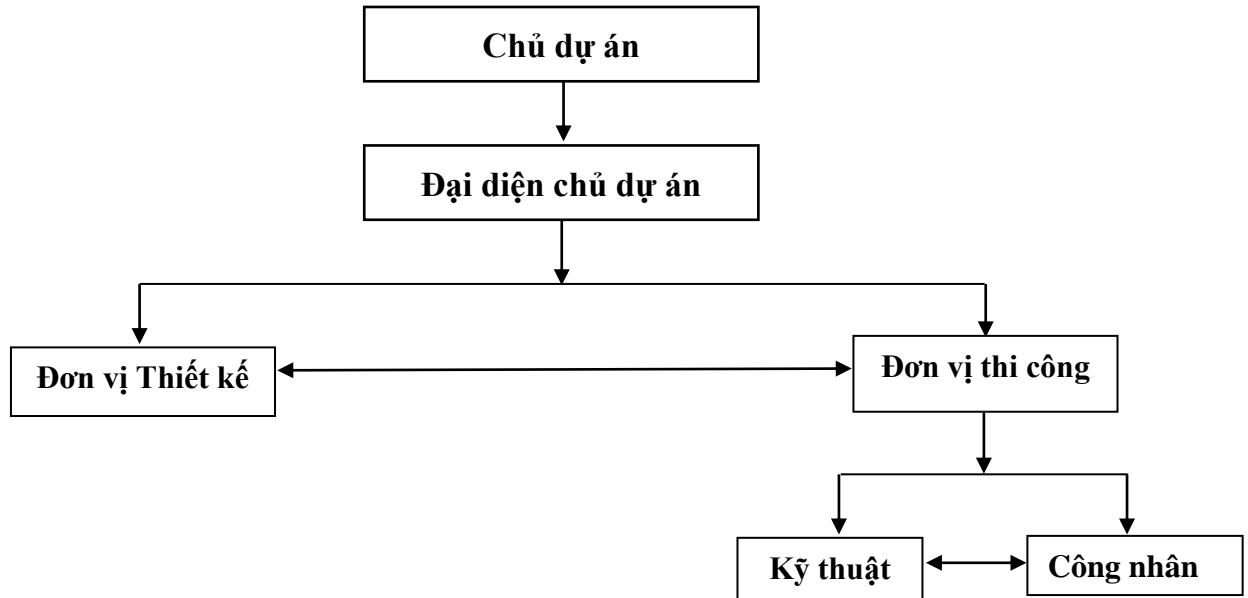 Chủ dự án
Đại diện chủ dự án
Đơn vị Thiết kế
Đơn vị thi công
Kỹ thuật
Công nhân